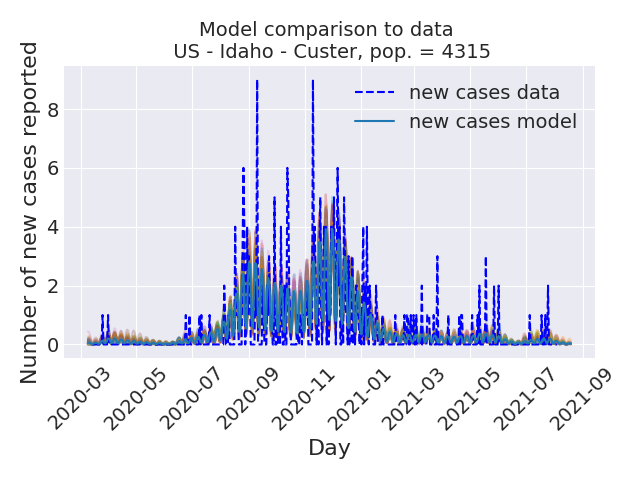 Model comparison to data
US - Idaho - Custer, pop. = 4315
Number of new cases reported
8
6
4
2
0
new cases data
new cases model
2020-03
2020-05
2020-07
2020-09
2020-11
2021-01
2021-03
2021-05
2021-07
2021-09
Day